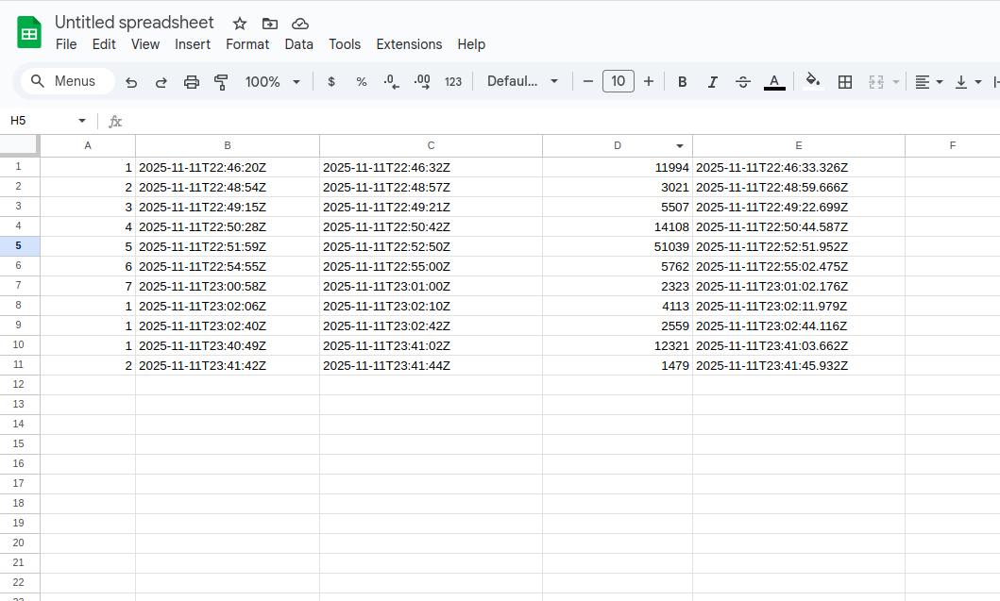 Untitled spreadsheet
File Edit View Insert Format Data Tools Extensions Help
Menus 100% $ % .0 .00 123 Defaul... − 10 + B I A
H5 fx
A B C D E F
1 1 2025-11-11T22:46:20Z 2025-11-11T22:46:32Z 11994 2025-11-11T22:46:33.326Z
2 2 2025-11-11T22:48:54Z 2025-11-11T22:48:57Z 3021 2025-11-11T22:48:59.666Z
3 3 2025-11-11T22:49:15Z 2025-11-11T22:49:21Z 5507 2025-11-11T22:49:22.699Z
4 4 2025-11-11T22:50:28Z 2025-11-11T22:50:42Z 14108 2025-11-11T22:50:44.587Z
5 5 2025-11-11T22:51:59Z 2025-11-11T22:52:50Z 51039 2025-11-11T22:52:51.952Z
6 6 2025-11-11T22:54:55Z 2025-11-11T22:55:00Z 5762 2025-11-11T22:55:02.475Z
7 7 2025-11-11T23:00:58Z 2025-11-11T23:01:00Z 2323 2025-11-11T23:01:02.176Z
8 1 2025-11-11T23:02:06Z 2025-11-11T23:02:10Z 4113 2025-11-11T23:02:11.979Z
9 1 2025-11-11T23:02:40Z 2025-11-11T23:02:42Z 2559 2025-11-11T23:02:44.116Z
10 1 2025-11-11T23:40:49Z 2025-11-11T23:41:02Z 12321 2025-11-11T23:41:03.662Z
11 2 2025-11-11T23:41:42Z 2025-11-11T23:41:44Z 1479 2025-11-11T23:41:45.932Z
12
13
14
15
16
17
18
19
20
21
22